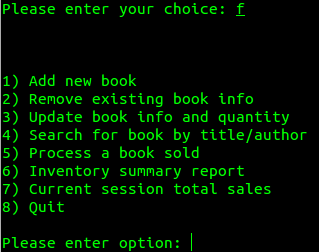 Please enter your choice: f
1) Add new book
2) Remove existing book info
3) Update book info and quantity
4) Search for book by title/author
5) Process a book sold
6) Inventory summary report
7) Current session total sales
8) Quit
Please enter option: